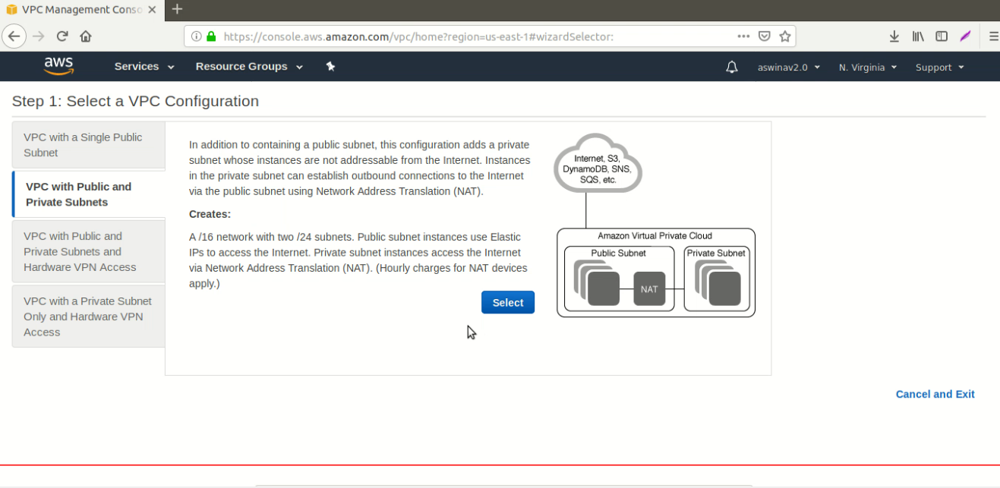 VPC Management Conso
https://console.aws.amazon.com/vpc/home?region=us-east-1#wizardSelector:
aws
Services
Resource Groups
aswinav2.0
N. Virginia
Support
Step 1: Select a VPC Configuration
VPC with a Single Public
Subnet
VPC with Public and
Private Subnets
VPC with Public and
Private Subnets and
Hardware VPN Access
VPC with a Private Subnet
Only and Hardware VPN
Access
In addition to containing a public subnet, this configuration adds a private
subnet whose instances are not addressable from the Internet. Instances
in the private subnet can establish outbound connections to the Internet
via the public subnet using Network Address Translation (NAT).
Creates:
A /16 network with two /24 subnets. Public subnet instances use Elastic
IPs to access the Internet. Private subnet instances access the Internet
via Network Address Translation (NAT). (Hourly charges for NAT devices
apply.)
Select
Internet, S3,
DynamoDB, SNS,
SQS, etc.
Amazon Virtual Private Cloud
Public Subnet
Private Subnet
NAT
Cancel and Exit